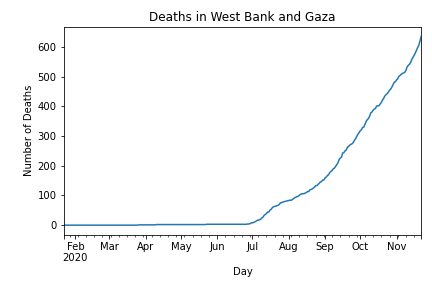 Deaths in West Bank and Gaza
Number of Deaths
600
500
400
300
200
100
0
Feb Mar Apr May Jun Jul Aug Sep Oct Nov
2020
Day